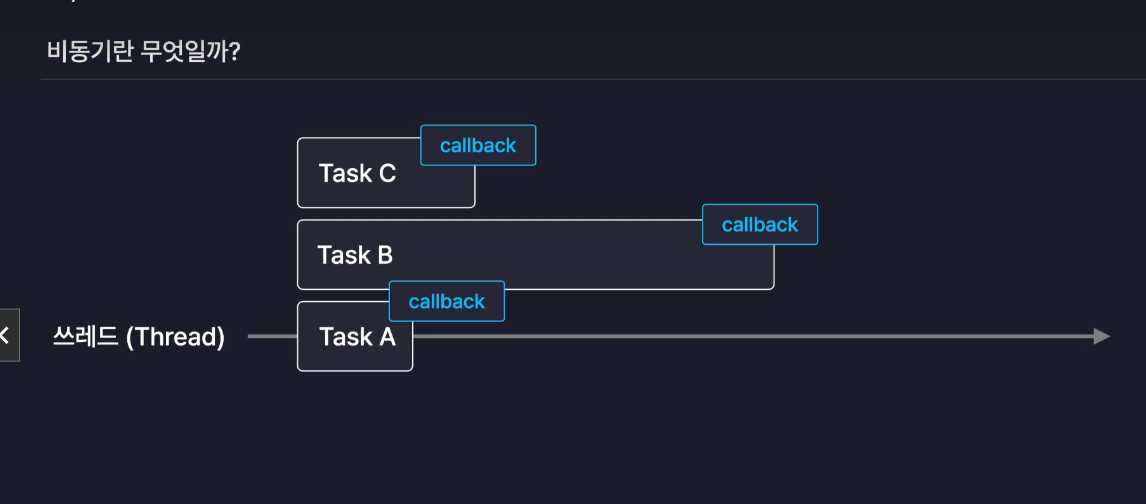 비동기란 무엇일까?
callback
Task C
callback
Task B
callback
쓰레드 (Thread)
Task A